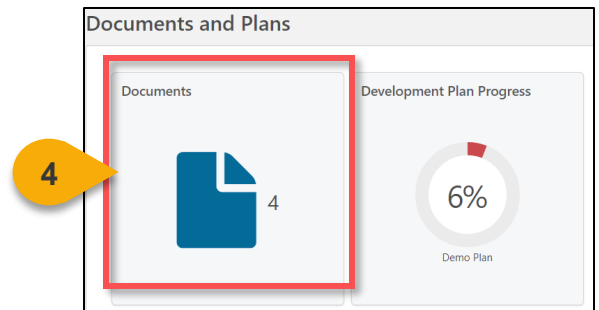 Documents and Plans
Documents
Development Plan Progress
4
4
6%
Demo Plan